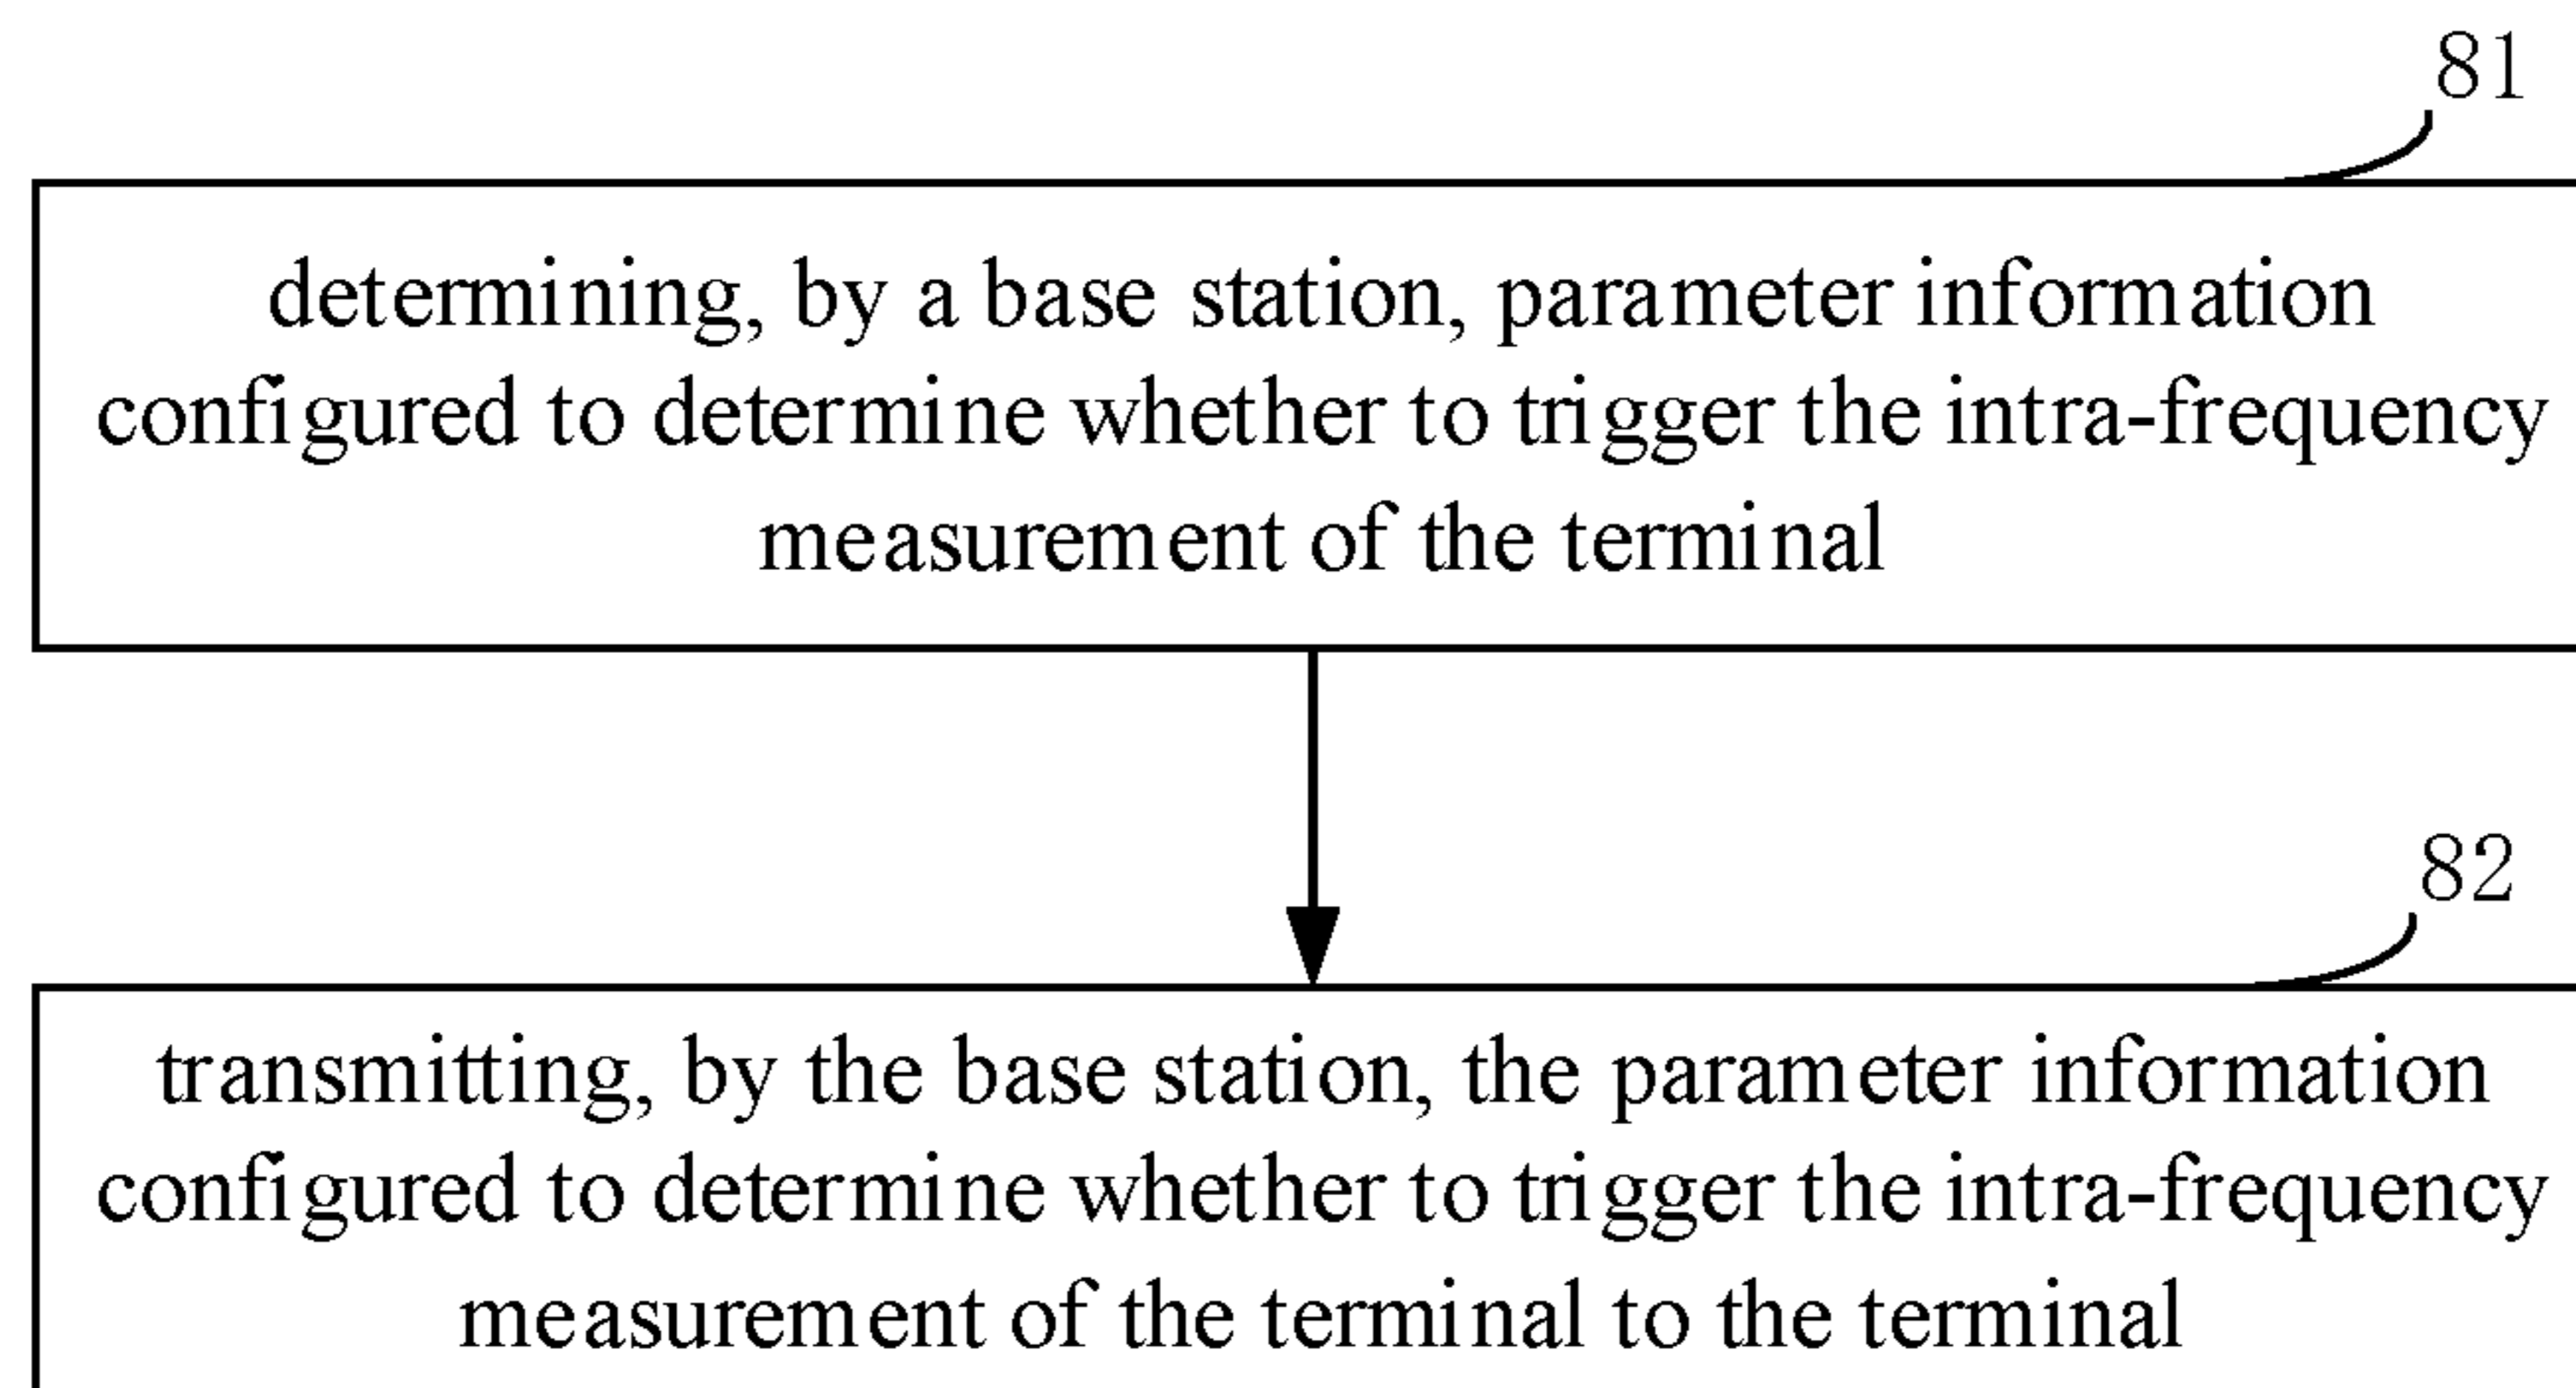 81
determining, by a base station, parameter information
configured to determine whether to trigger the intra-frequency
measurement of the terminal
82
transmitting, by the base station, the parameter information
configured to determine whether to trigger the intra-frequency
measurement of the terminal to the terminal